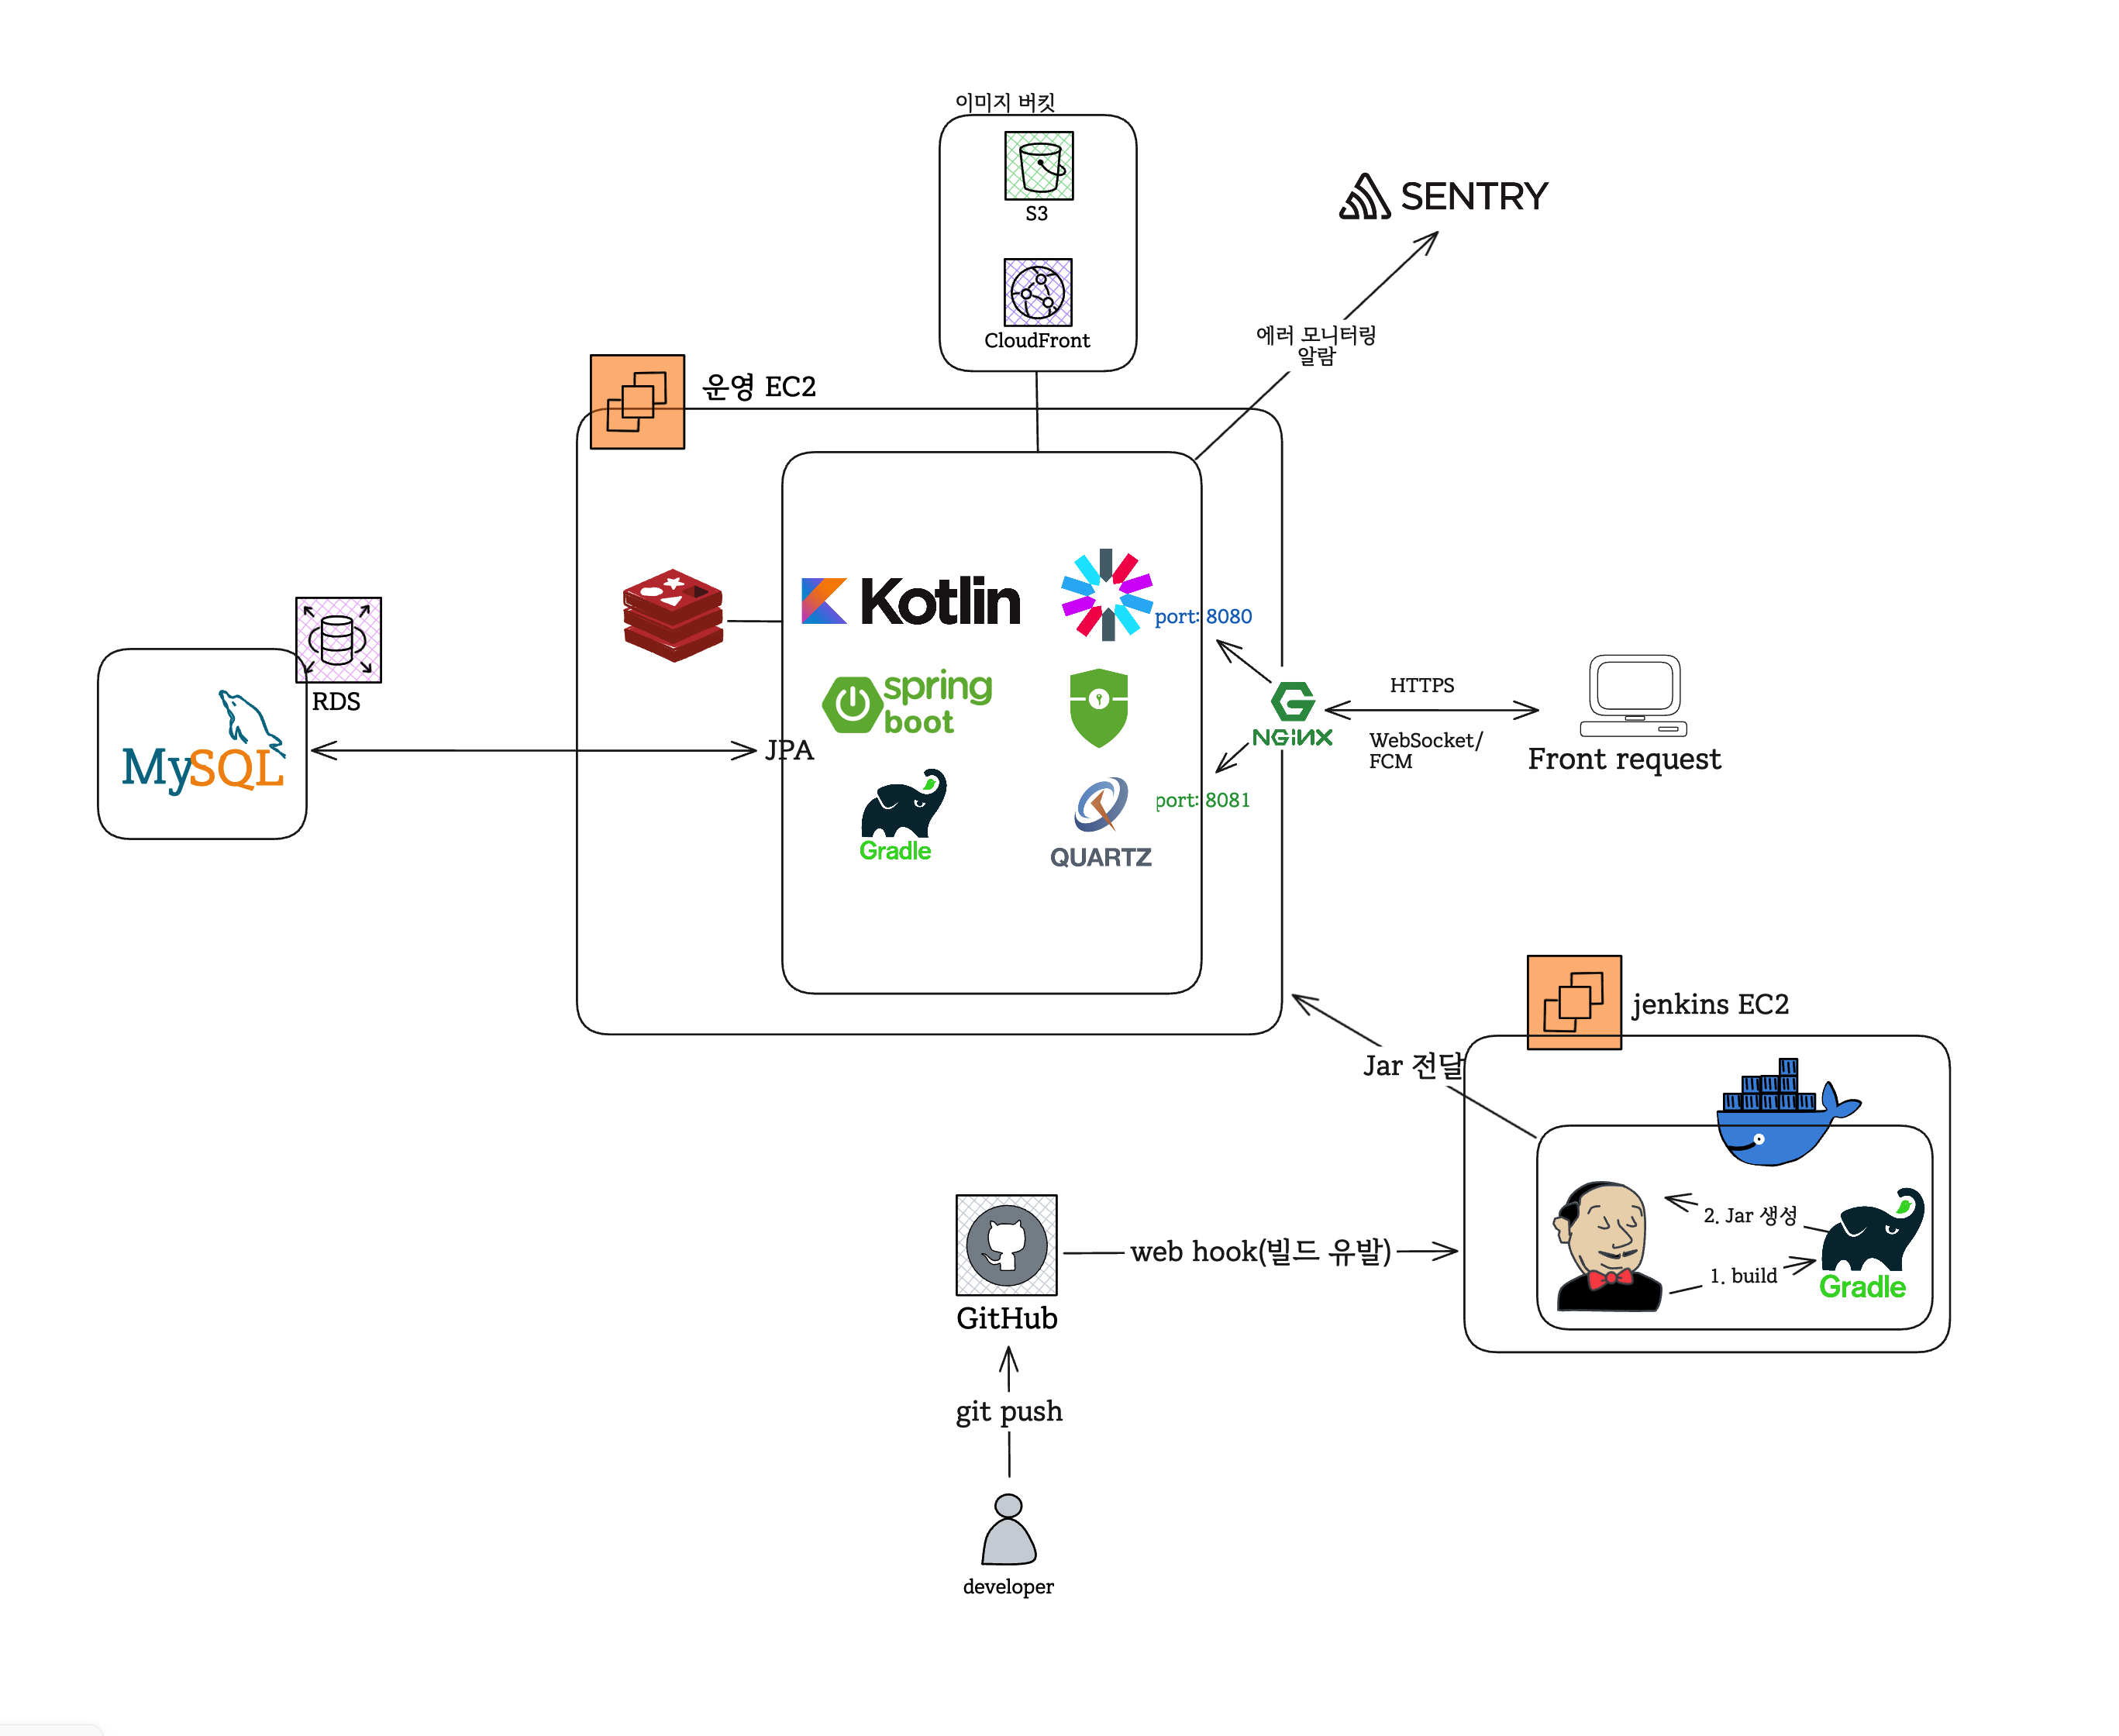 이미지 버킷
S3
CloudFront
SENTRY
에러 모니터링
알람
운영 EC2
Kotlin
port: 8080
spring
boot
RDS
MySQL
JPA
NGiNX
HTTPS
WebSocket/
FCM
Front request
port: 8081
Gradle
QUARTZ
jenkins EC2
Jar 전달
2. Jar 생성
1. build
Gradle
GitHub
web hook(빌드 유발)
git push
developer